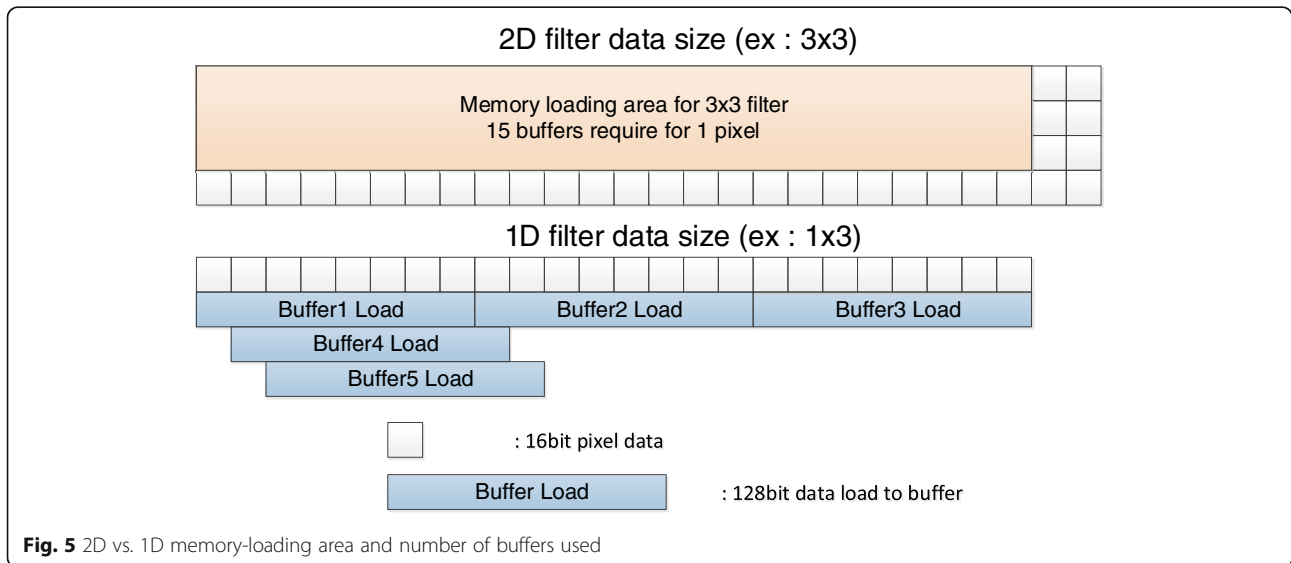 2D filter data size (ex : 3x3)
Memory loading area for 3x3 filter
15 buffers require for 1 pixel
1D filter data size (ex : 1x3)
Buffer1 Load
Buffer2 Load
Buffer3 Load
Buffer4 Load
Buffer5 Load
: 16bit pixel data
Buffer Load
: 128bit data load to buffer
Fig. 5 2D vs. 1D memory-loading area and number of buffers used